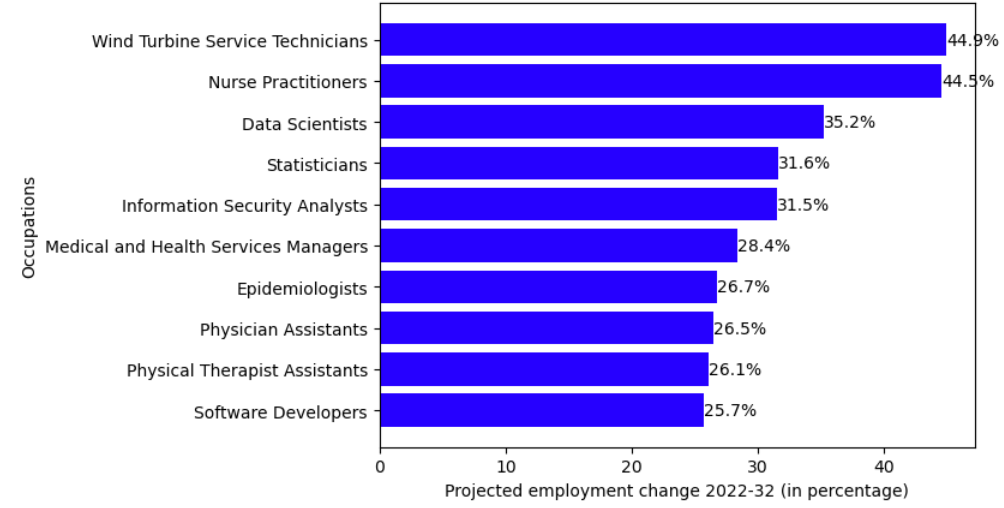 Occupations
Wind Turbine Service Technicians 44.9%
Nurse Practitioners 44.5%
Data Scientists 35.2%
Statisticians 31.6%
Information Security Analysts 31.5%
Medical and Health Services Managers 28.4%
Epidemiologists 26.7%
Physician Assistants 26.5%
Physical Therapist Assistants 26.1%
Software Developers 25.7%
0 10 20 30 40
Projected employment change 2022-32 (in percentage)